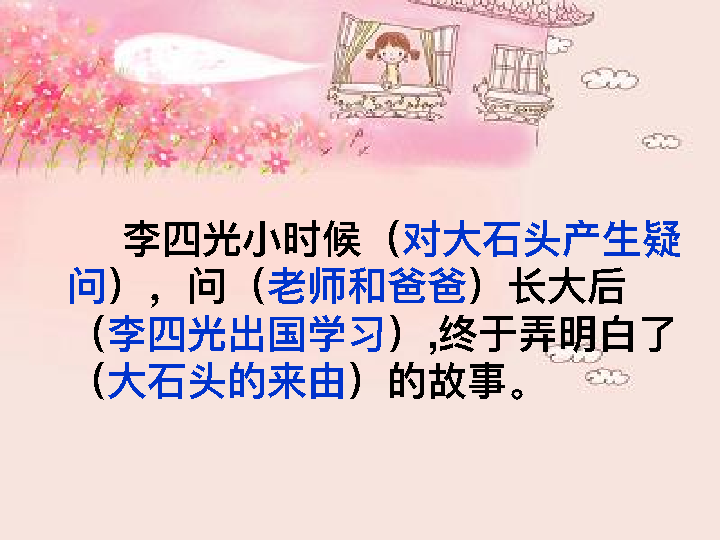 李四光小时候（对大石头产生疑
问），问（老师和爸爸）长大后
（李四光出国学习）,终于弄明白了
（大石头的来由）的故事。